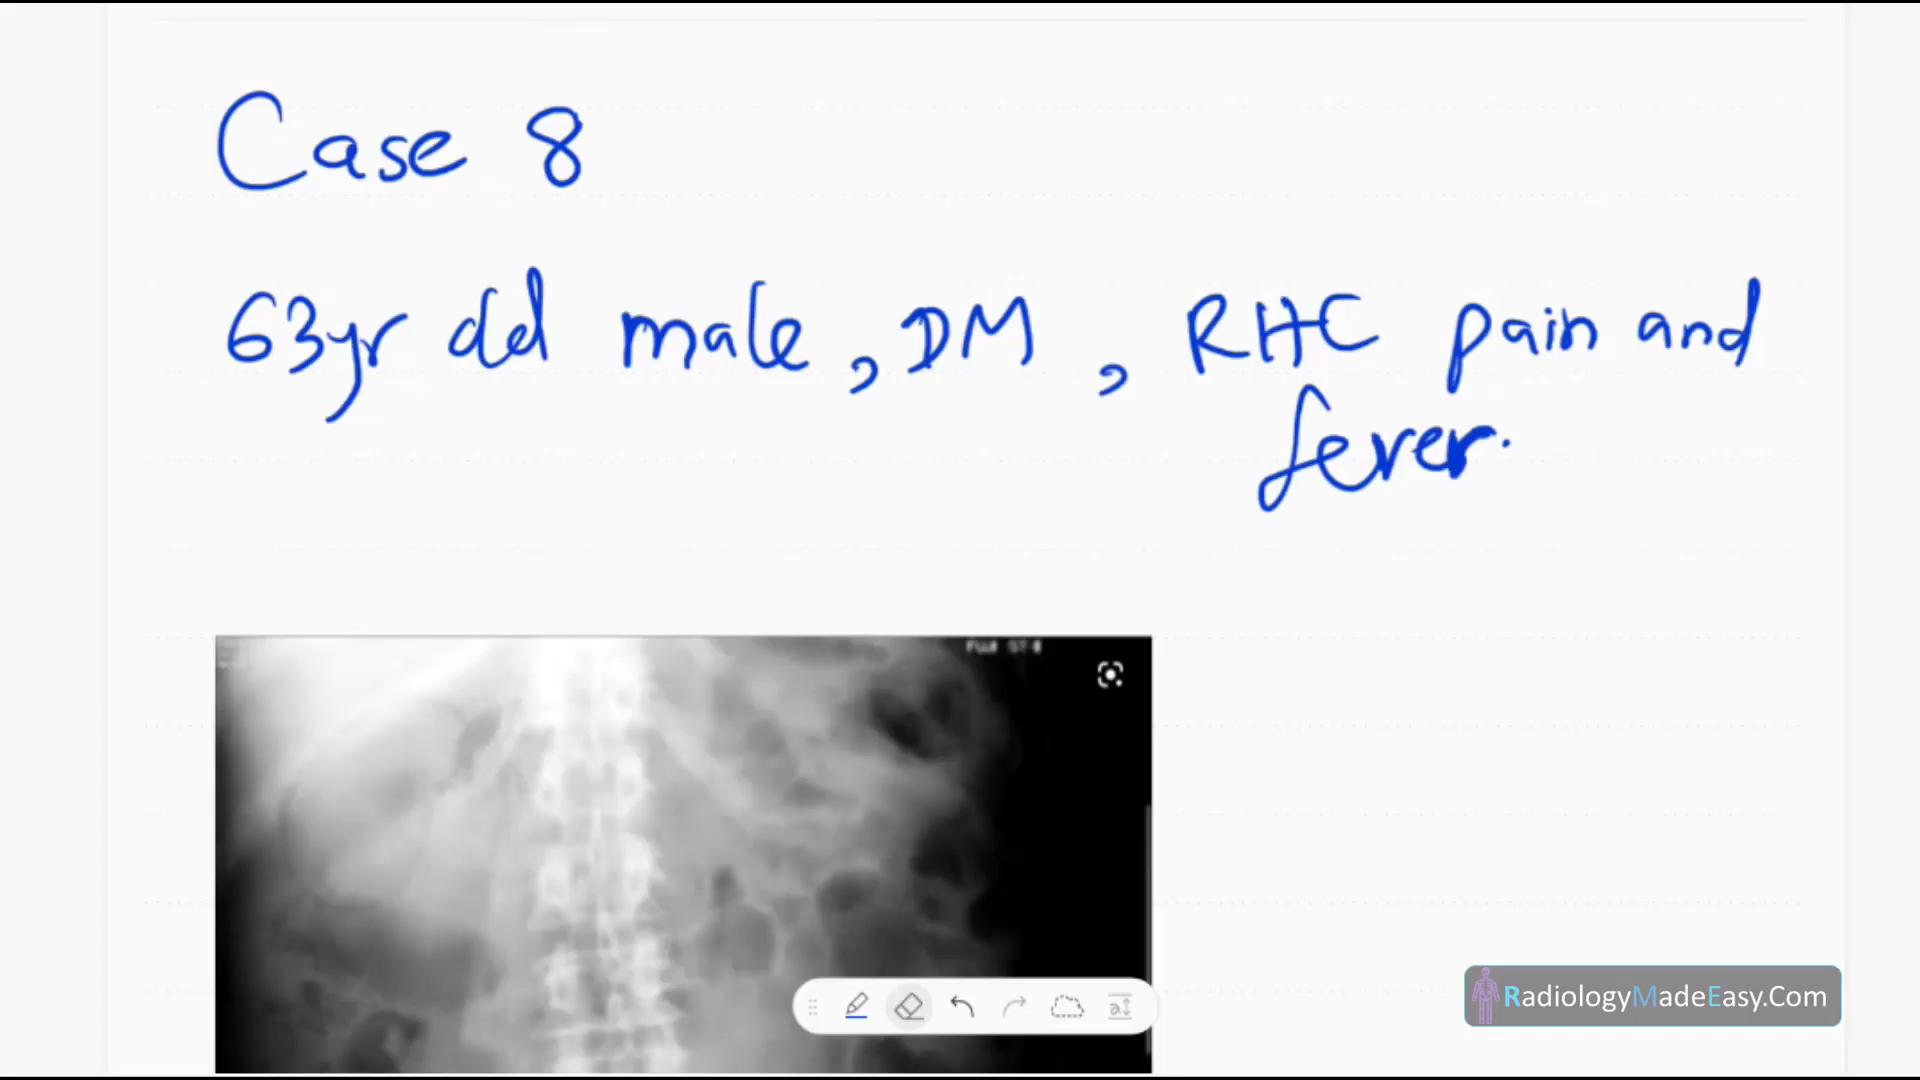 Case 8
63yr old male, DM, RHC pain and
fever.
RadiologyMadeEasy.Com